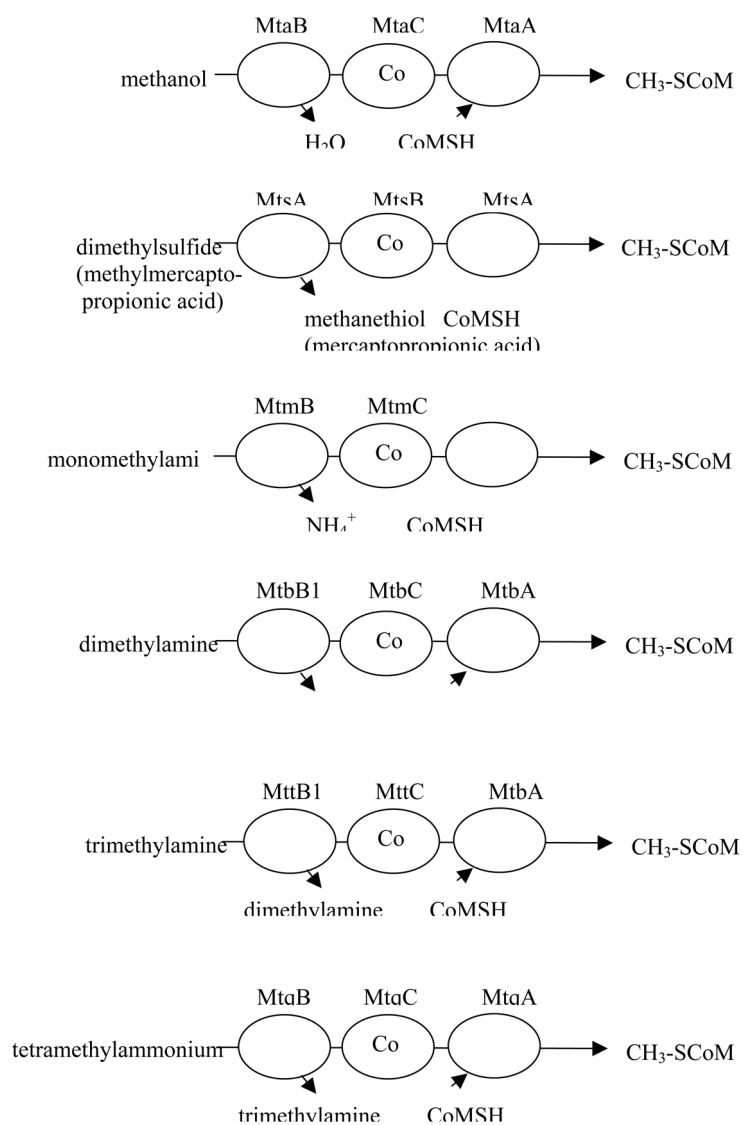 MtaB MtaC MtaA
methanol Co CH₃-SCoM
H₂O CoMSH
MtsA MtsB MtsA
dimethylsulfide Co CH₃-SCoM
(methylmercapto-
propionic acid)
methanethiol CoMSH
(mercaptopropionic acid)
MtmB MtmC
monomethylami Co CH₃-SCoM
NH₄⁺ CoMSH
MtbB1 MtbC MtbA
dimethylamine Co CH₃-SCoM
MttB1 MttC MtbA
trimethylamine Co CH₃-SCoM
dimethylamine CoMSH
MtqB MtqC MtqA
tetramethylammonium Co CH₃-SCoM
trimethylamine CoMSH